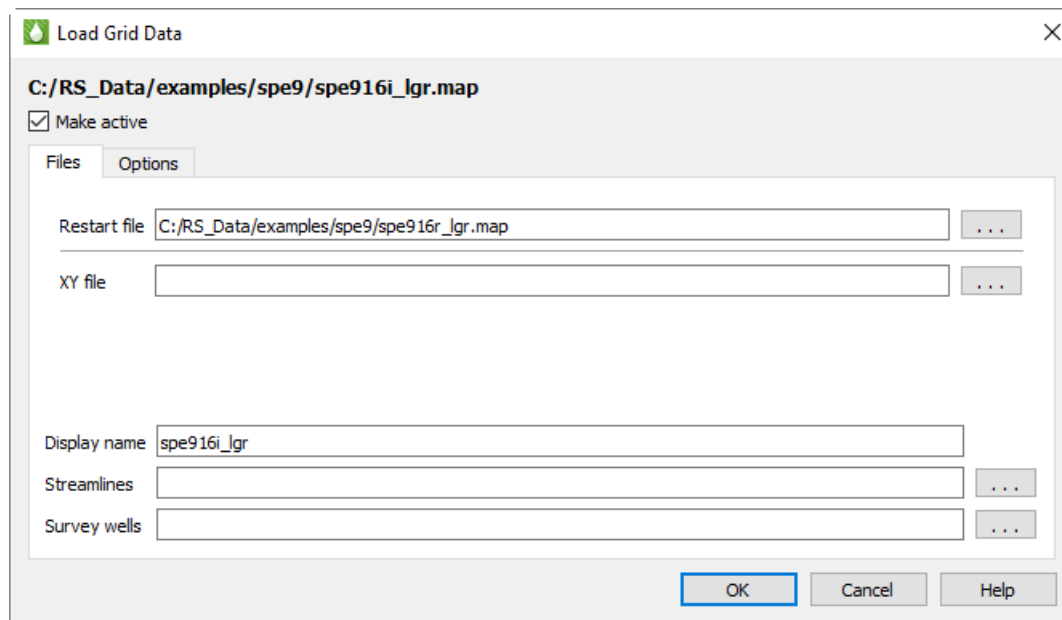 Load Grid Data
C:/RS_Data/examples/spe9/spe916i_lgr.map
Make active
Files Options
Restart file C:/RS_Data/examples/spe9/spe916r_lgr.map ...
XY file ...
Display name spe916i_lgr
Streamlines ...
Survey wells ...
OK Cancel Help